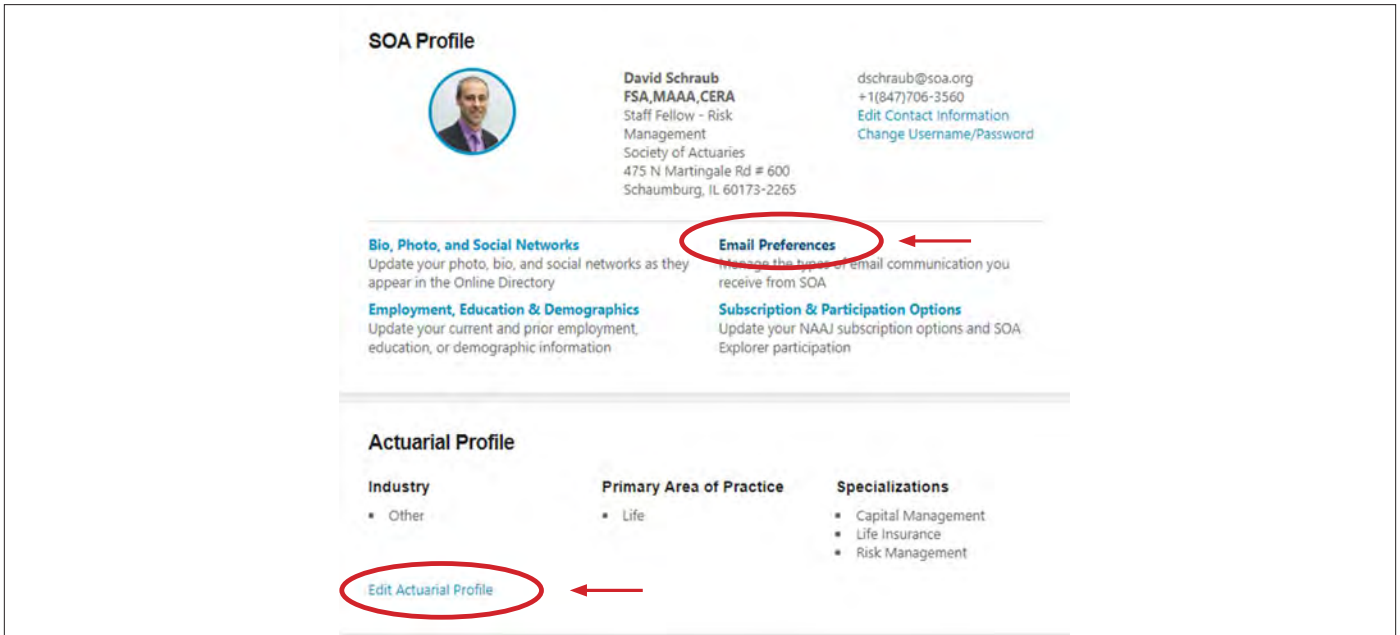 SOA Profile
David Schraub
FSA,MAAA,CERA
Staff Fellow - Risk
Management
Society of Actuaries
475 N Martingale Rd # 600
Schaumburg, IL 60173-2265
dschraub@soa.org
+1(847)706-3560
Edit Contact Information
Change Username/Password
Bio, Photo, and Social Networks
Update your photo, bio, and social networks as they
appear in the Online Directory
Email Preferences
Manage the types of email communication you
receive from SOA
Employment, Education & Demographics
Update your current and prior employment,
education, or demographic information
Subscription & Participation Options
Update your NAAJ subscription options and SOA
Explorer participation
Actuarial Profile
Industry
▪ Other
Primary Area of Practice
▪ Life
Specializations
▪ Capital Management
▪ Life Insurance
▪ Risk Management
Edit Actuarial Profile